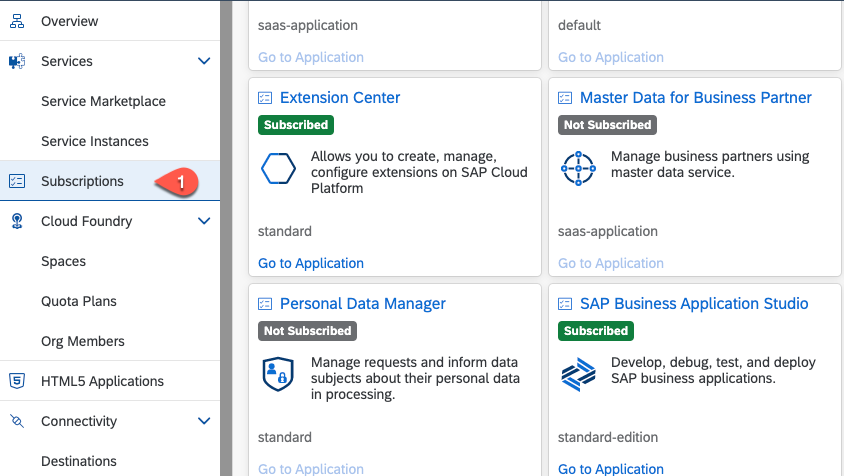 Overview
Services
Service Marketplace
Service Instances
Subscriptions
1
Cloud Foundry
Spaces
Quota Plans
Org Members
HTML5 Applications
Connectivity
Destinations
saas-application
Go to Application
default
Go to Application
Extension Center
Subscribed
Allows you to create, manage,
configure extensions on SAP Cloud
Platform
standard
Go to Application
Master Data for Business Partner
Not Subscribed
Manage business partners using
master data service.
saas-application
Go to Application
Personal Data Manager
Not Subscribed
Manage requests and inform data
subjects about their personal data
in processing.
standard
Go to Application
SAP Business Application Studio
Subscribed
Develop, debug, test, and deploy
SAP business applications.
standard-edition
Go to Application